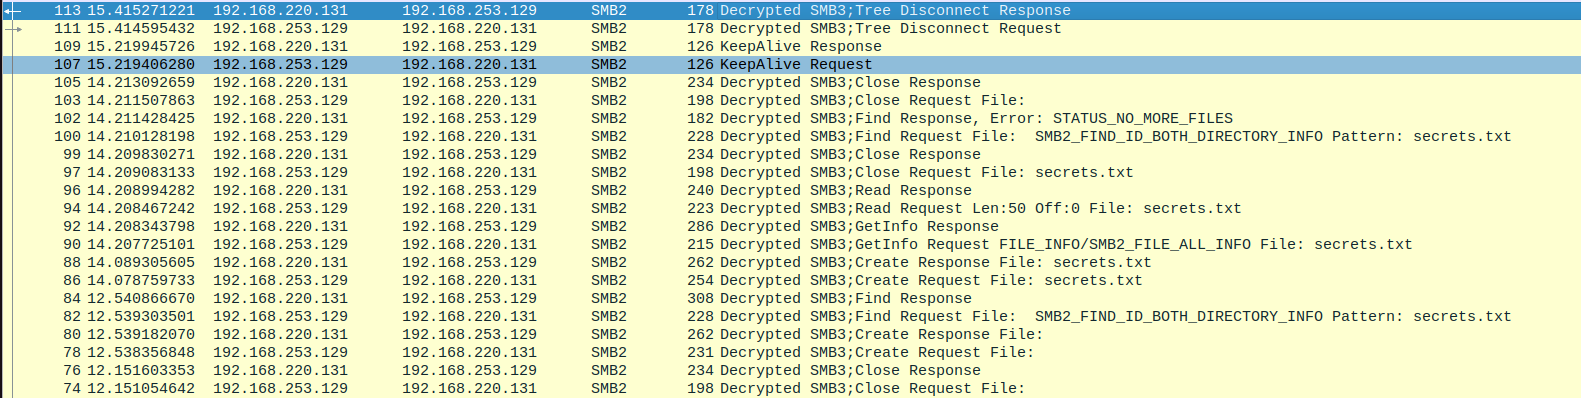 113 15.415271221 192.168.220.131 192.168.253.129 SMB2 178 Decrypted SMB3;Tree Disconnect Response
111 15.414595432 192.168.253.129 192.168.220.131 SMB2 178 Decrypted SMB3;Tree Disconnect Request
109 15.219945726 192.168.220.131 192.168.253.129 SMB2 126 KeepAlive Response
107 15.219406280 192.168.253.129 192.168.220.131 SMB2 126 KeepAlive Request
105 14.213092659 192.168.220.131 192.168.253.129 SMB2 234 Decrypted SMB3;Close Response
103 14.211507863 192.168.253.129 192.168.220.131 SMB2 198 Decrypted SMB3;Close Request File:
102 14.211428425 192.168.220.131 192.168.253.129 SMB2 182 Decrypted SMB3;Find Response, Error: STATUS_NO_MORE_FILES
100 14.210128198 192.168.253.129 192.168.220.131 SMB2 228 Decrypted SMB3;Find Request File:  SMB2_FIND_ID_BOTH_DIRECTORY_INFO Pattern: secrets.txt
99 14.209830271 192.168.220.131 192.168.253.129 SMB2 234 Decrypted SMB3;Close Response
97 14.209083133 192.168.253.129 192.168.220.131 SMB2 198 Decrypted SMB3;Close Request File: secrets.txt
96 14.208994282 192.168.220.131 192.168.253.129 SMB2 240 Decrypted SMB3;Read Response
94 14.208467242 192.168.253.129 192.168.220.131 SMB2 223 Decrypted SMB3;Read Request Len:50 Off:0 File: secrets.txt
92 14.208343798 192.168.220.131 192.168.253.129 SMB2 286 Decrypted SMB3;GetInfo Response
90 14.207725101 192.168.253.129 192.168.220.131 SMB2 215 Decrypted SMB3;GetInfo Request FILE_INFO/SMB2_FILE_ALL_INFO File: secrets.txt
88 14.089305605 192.168.220.131 192.168.253.129 SMB2 262 Decrypted SMB3;Create Response File: secrets.txt
86 14.078759733 192.168.253.129 192.168.220.131 SMB2 254 Decrypted SMB3;Create Request File: secrets.txt
84 12.540866670 192.168.220.131 192.168.253.129 SMB2 308 Decrypted SMB3;Find Response
82 12.539303501 192.168.253.129 192.168.220.131 SMB2 228 Decrypted SMB3;Find Request File:  SMB2_FIND_ID_BOTH_DIRECTORY_INFO Pattern: secrets.txt
80 12.539182070 192.168.220.131 192.168.253.129 SMB2 262 Decrypted SMB3;Create Response File:
78 12.538356848 192.168.253.129 192.168.220.131 SMB2 231 Decrypted SMB3;Create Request File:
76 12.151603353 192.168.220.131 192.168.253.129 SMB2 234 Decrypted SMB3;Close Response
74 12.151054642 192.168.253.129 192.168.220.131 SMB2 198 Decrypted SMB3;Close Request File: